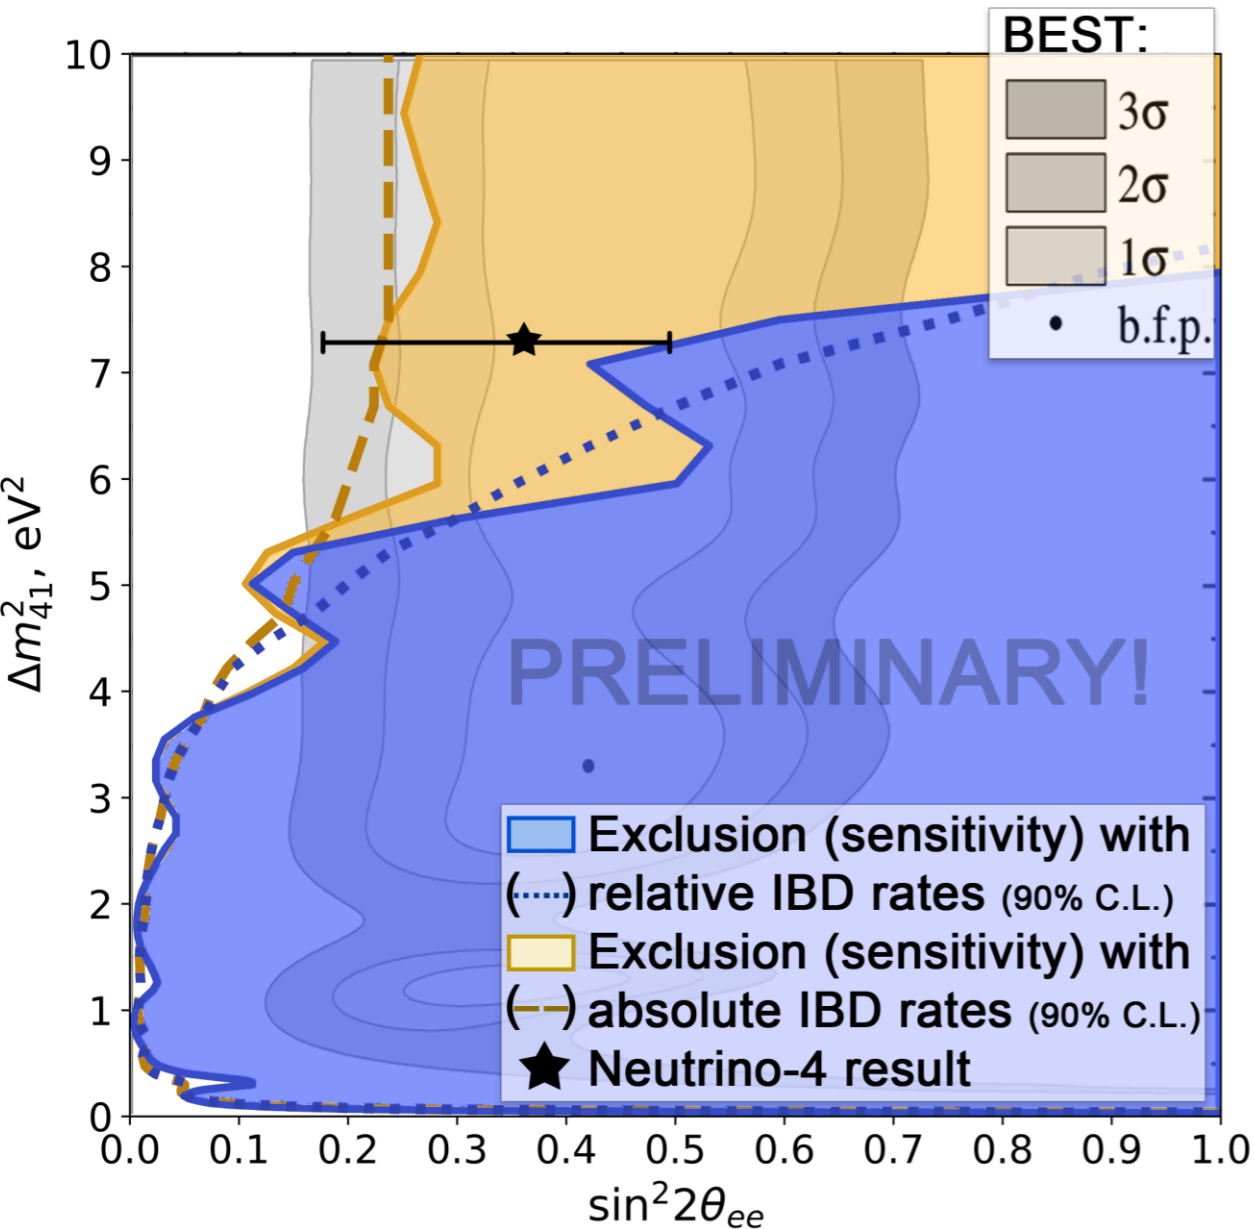 BEST:
3σ
2σ
1σ
b.f.p.
10
9
8
7
6
5
4
3
2
1
0
Δm²₄₁, eV²
PRELIMINARY!
Exclusion (sensitivity) with
(   ) relative IBD rates (90% C.L.)
Exclusion (sensitivity) with
(   ) absolute IBD rates (90% C.L.)
Neutrino-4 result
0.0 0.1 0.2 0.3 0.4 0.5 0.6 0.7 0.8 0.9 1.0
sin²2θee